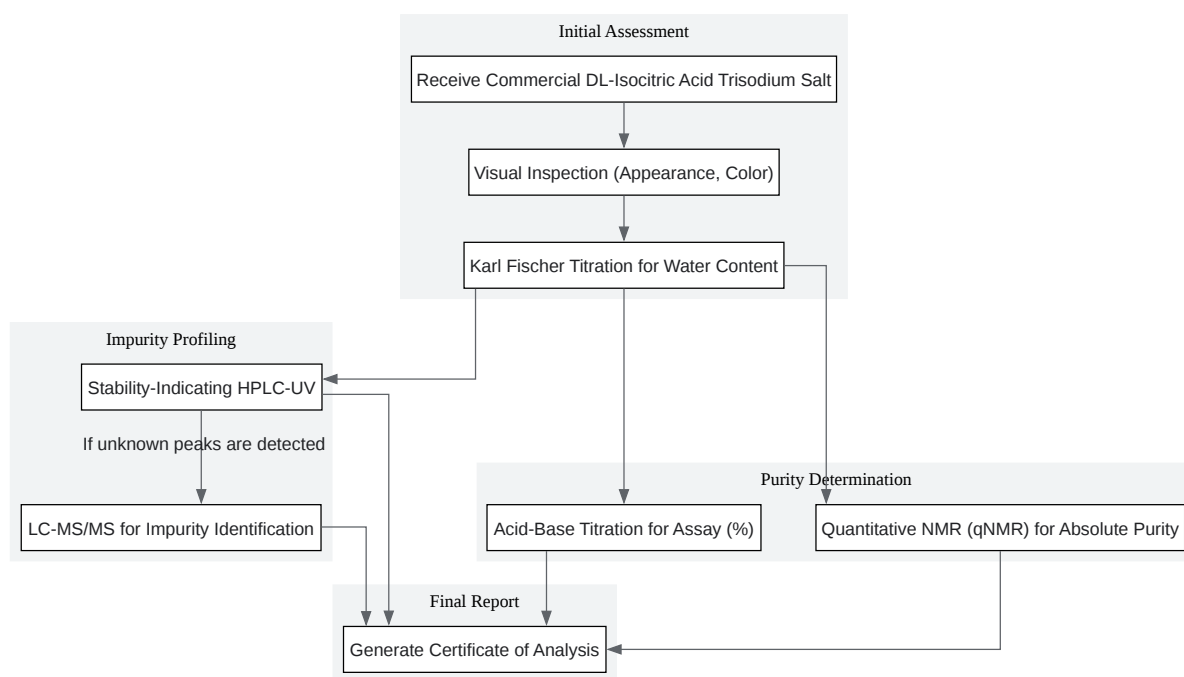 Initial Assessment
Receive Commercial DL-Isocitric Acid Trisodium Salt
Visual Inspection (Appearance, Color)
Karl Fischer Titration for Water Content
Impurity Profiling
Stability-Indicating HPLC-UV
If unknown peaks are detected
LC-MS/MS for Impurity Identification
Purity Determination
Acid-Base Titration for Assay (%)
Quantitative NMR (qNMR) for Absolute Purity
Final Report
Generate Certificate of Analysis